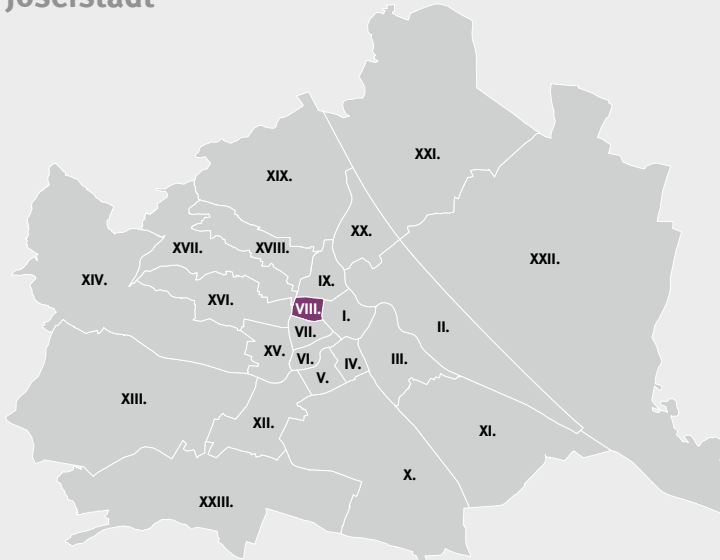 Josefstadt
XXI.
XIX.
XX.
XVII.
XVIII.
XXII.
XIV.
IX.
XVI.
VIII.
I.
II.
VII.
XV.
VI.
IV.
III.
V.
XIII.
XII.
XI.
X.
XXIII.